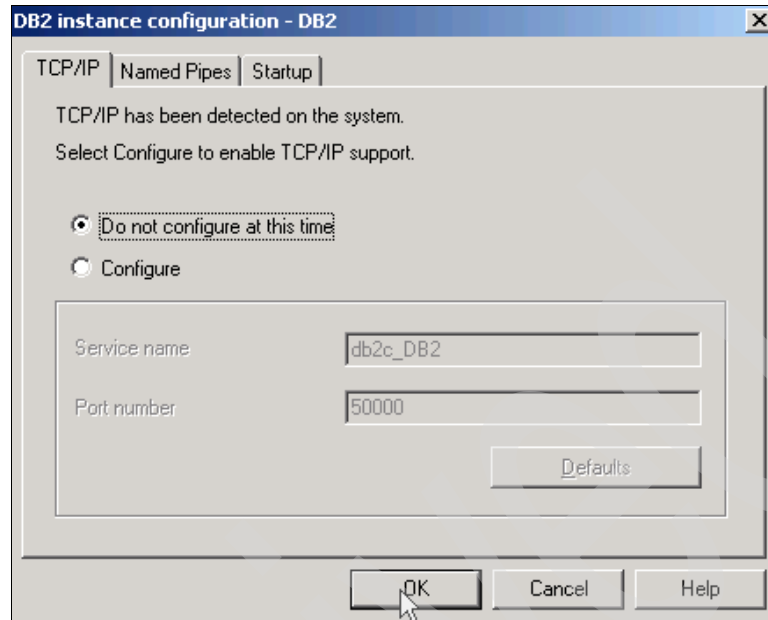 DB2 instance configuration - DB2
TCP/IP Named Pipes Startup
TCP/IP has been detected on the system.
Select Configure to enable TCP/IP support.
Do not configure at this time
Configure
Service name db2c_DB2
Port number 50000
Defaults
OK Cancel Help